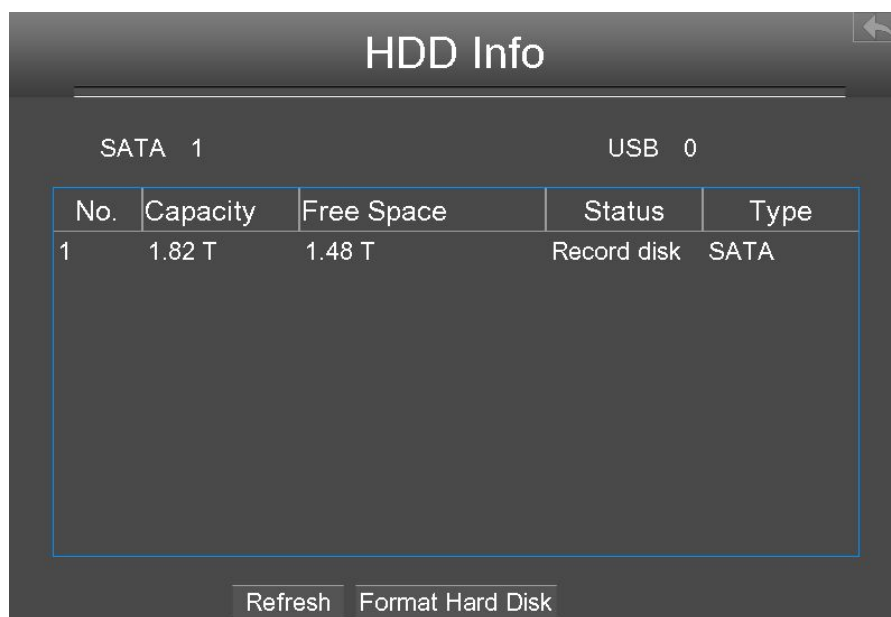 HDD Info
SATA 1 USB 0
No. Capacity Free Space Status Type
1 1.82 T 1.48 T Record disk SATA
Refresh Format Hard Disk